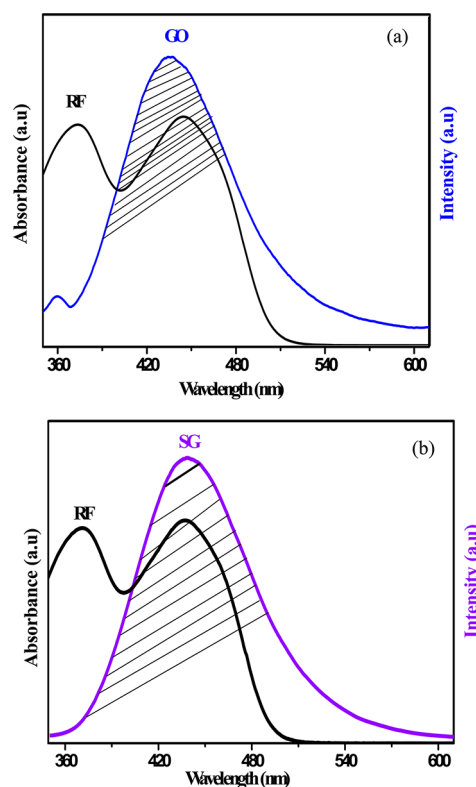 GO
(a)
RF
Absorbance (a.u)
Intensity (a.u)
360 420 480 540 600
Wavelength (nm)
SG
(b)
RF
Absorbance (a.u)
Intensity (a.u)
360 420 480 540 600
Wavelength (nm)